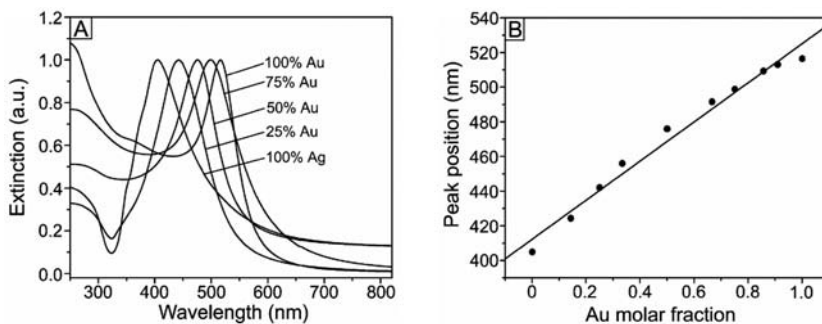 A
Extinction (a.u.)
1.2
1.0
0.8
0.6
0.4
0.2
0.0
100% Au
75% Au
50% Au
25% Au
100% Ag
300 400 500 600 700 800
Wavelength (nm)
B
Peak position (nm)
540
520
500
480
460
440
420
400
0 0.2 0.4 0.6 0.8 1.0
Au molar fraction